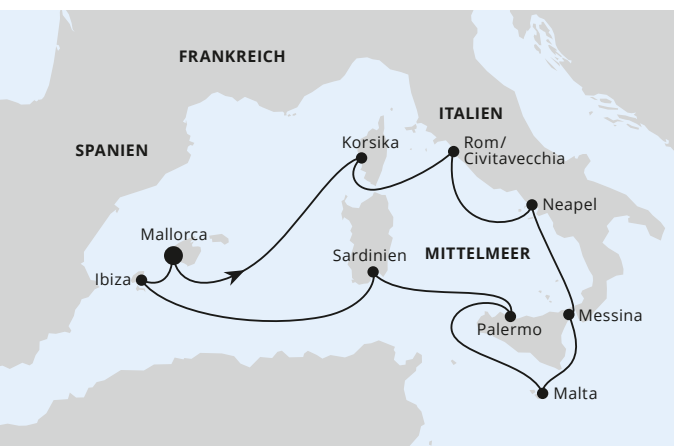 FRANKREICH
ITALIEN
Korsika
Rom/
Civitavecchia
SPANIEN
Neapel
Mallorca
Sardinien
MITTELMEER
Ibiza
Messina
Palermo
Malta